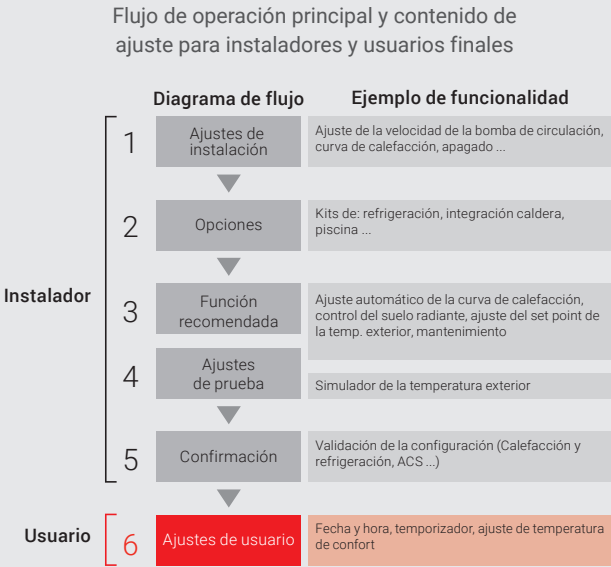 Flujo de operación principal y contenido de
ajuste para instaladores y usuarios finales
Diagrama de flujo
Ejemplo de funcionalidad
Instalador
1
Ajustes de
instalación
Ajuste de la velocidad de la bomba de circulación,
curva de calefacción, apagado ...
2
Opciones
Kits de: refrigeración, integración caldera,
piscina ...
3
Función
recomendada
Ajuste automático de la curva de calefacción,
control del suelo radiante, ajuste del set point de
la temp. exterior, mantenimiento
4
Ajustes
de prueba
Simulador de la temperatura exterior
5
Confirmación
Validación de la configuración (Calefacción y
refrigeración, ACS ...)
Usuario
6
Ajustes de usuario
Fecha y hora, temporizador, ajuste de temperatura
de confort